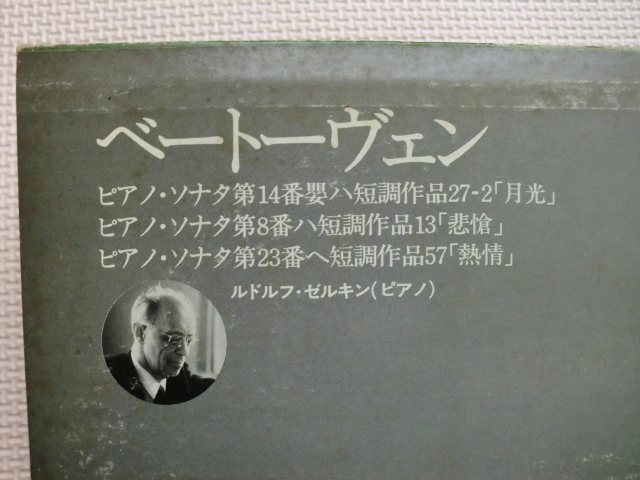 ベートーヴェン
ピアノ・ソナタ第14番嬰ハ短調作品27-2「月光」
ピアノ・ソナタ第8番ハ短調作品13「悲愴」
ピアノ・ソナタ第23番ヘ短調作品57「熱情」
ルドルフ・ゼルキン(ピアノ)